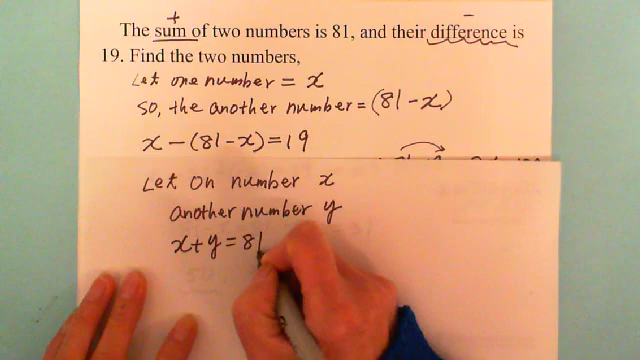 + −
The sum of two numbers is 81, and their difference is
19. Find the two numbers,
Let one number = x
so, the another number = (81 - x)
x - (81 - x) = 19
Let on number x
another number y
x + y = 81